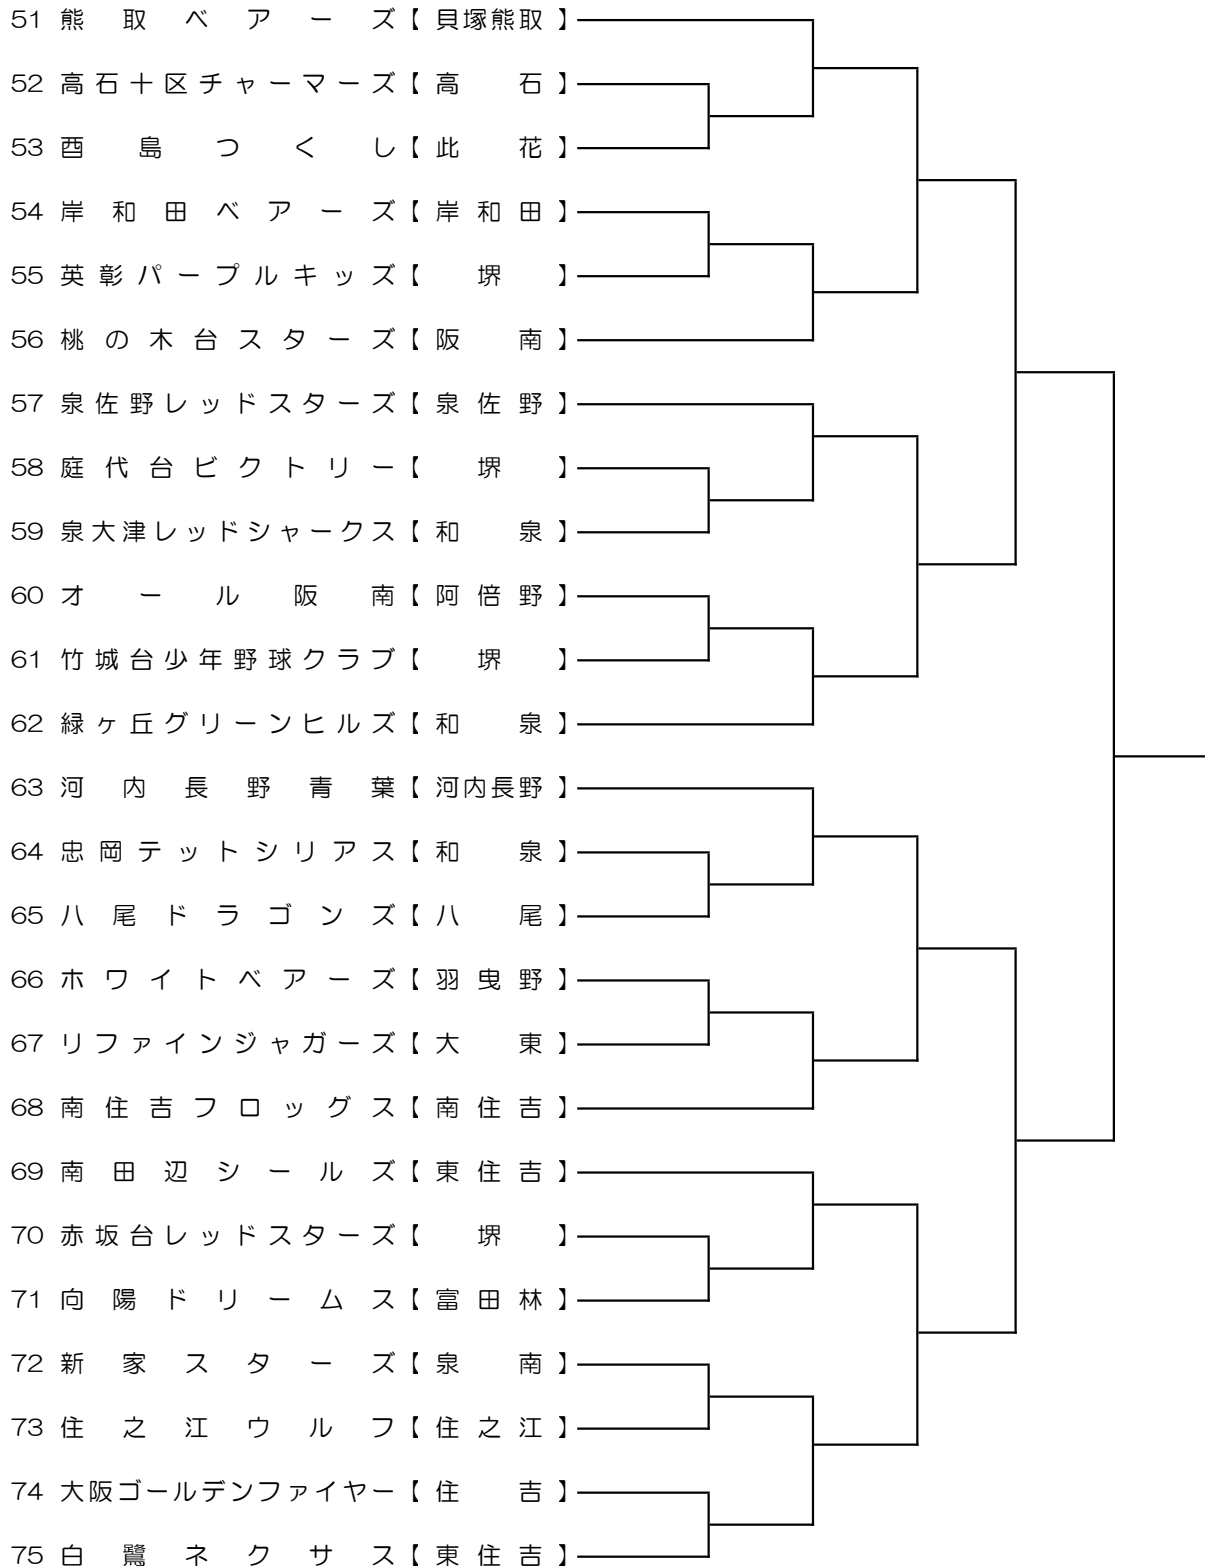 51 熊取ベアーズ【貝塚熊取】
52 高石十区チャーマーズ【高石】
53 酉島つくし【此花】
54 岸和田ベアーズ【岸和田】
55 英彰パープルキッズ【堺】
56 桃の木台スターズ【阪南】
57 泉佐野レッドスターズ【泉佐野】
58 庭代台ビクトリー【堺】
59 泉大津レッドシャークス【和泉】
60 オール阪南【阿倍野】
61 竹城台少年野球クラブ【堺】
62 緑ヶ丘グリーンヒルズ【和泉】
63 河内長野青葉【河内長野】
64 忠岡テットシリアス【和泉】
65 八尾ドラゴンズ【八尾】
66 ホワイトベアーズ【羽曳野】
67 リファインジャガーズ【大東】
68 南住吉フロッグス【南住吉】
69 南田辺シールズ【東住吉】
70 赤坂台レッドスターズ【堺】
71 向陽ドリームス【富田林】
72 新家スターズ【泉南】
73 住之江ウルフ【住之江】
74 大阪ゴールデンファイヤー【住吉】
75 白鷺ネクサス【東住吉】